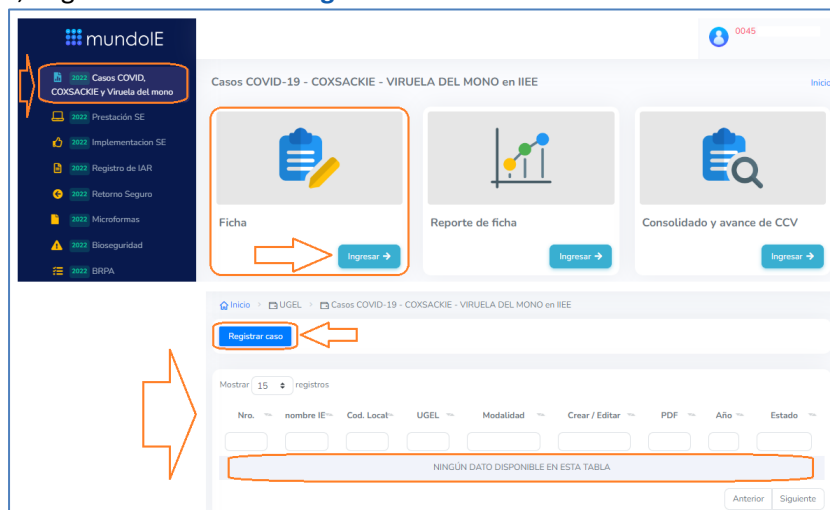 mundoIE
0045
2022 Casos COVID,
COXSACKIE y Viruela del mono
2022 Prestación SE
2022 Implementacion SE
2022 Registro de IAR
2022 Retorno Seguro
2022 Microformas
2022 Bioseguridad
2022 BRPA
Casos COVID-19 - COXSACKIE - VIRUELA DEL MONO en IIEE
Inicio
Ficha
Ingresar →
Reporte de ficha
Ingresar →
Consolidado y avance de CCV
Ingresar →
Inicio > UGEL > Casos COVID-19 - COXSACKIE - VIRUELA DEL MONO en IIEE
Registrar caso
Mostrar 15 registros
Nro. nombre IE Cod. Local UGEL Modalidad Crear / Editar PDF Año Estado
NINGÚN DATO DISPONIBLE EN ESTA TABLA
Anterior Siguiente